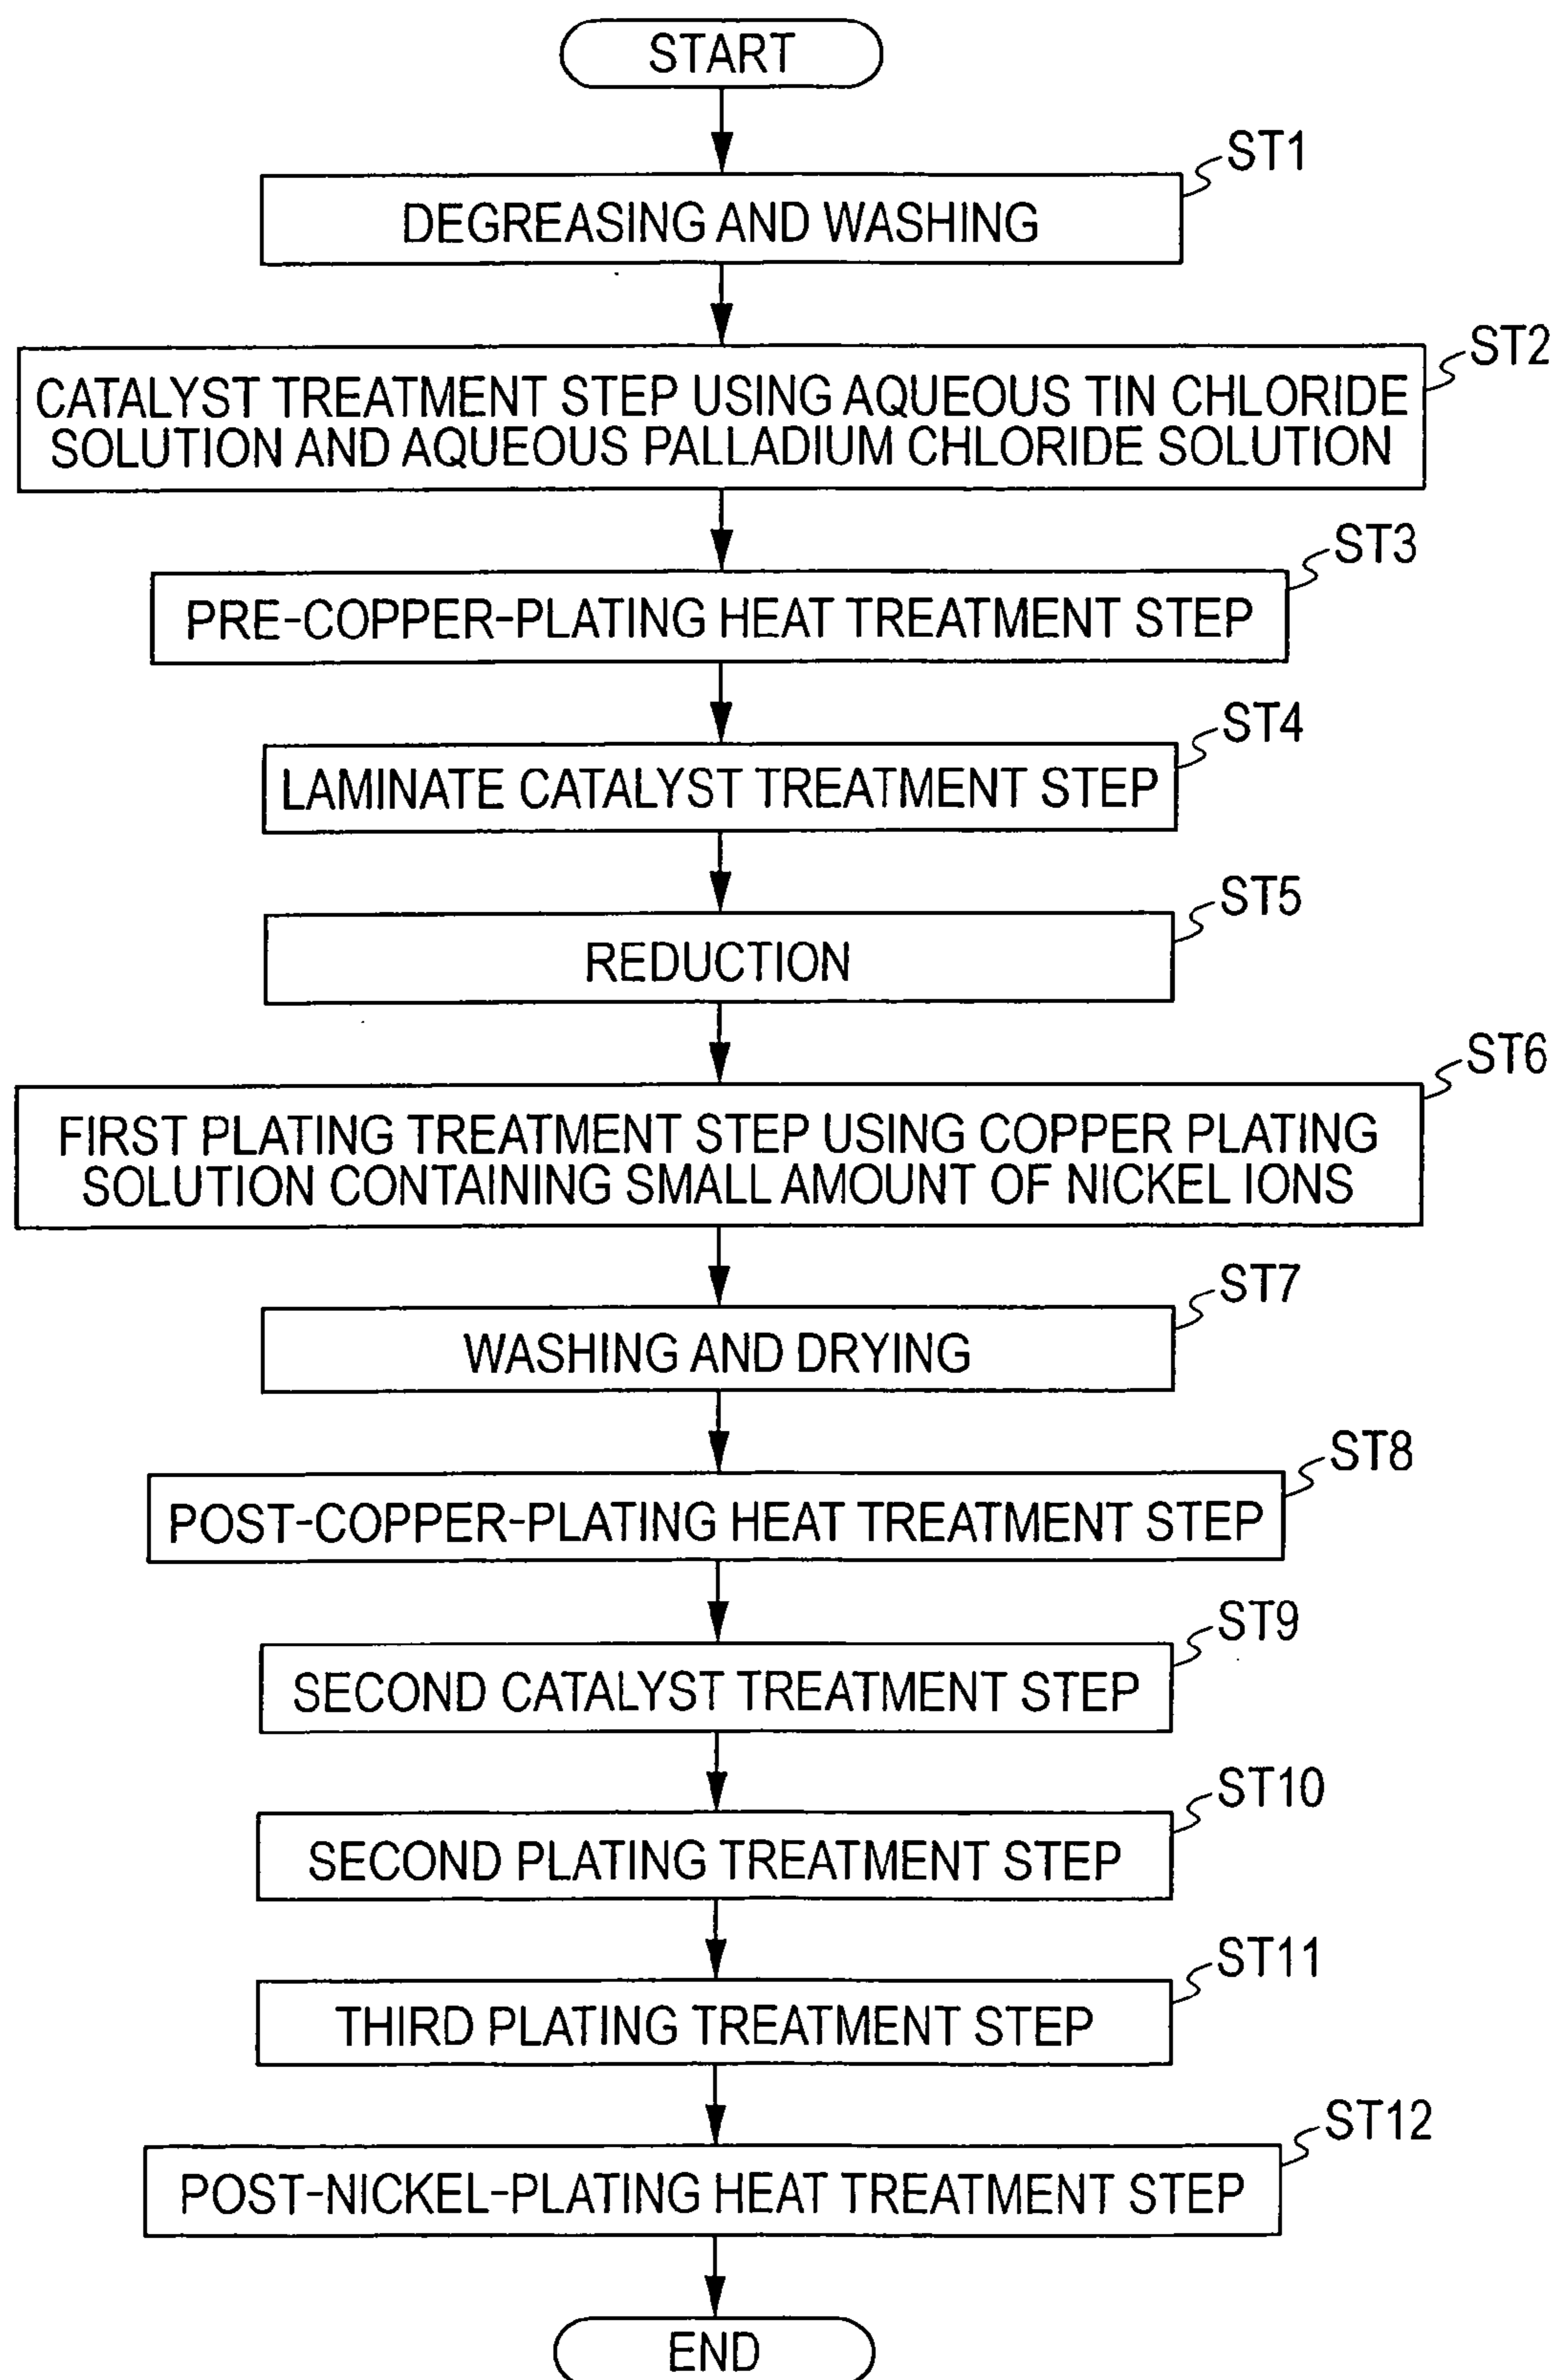 START
ST1
DEGREASING AND WASHING
ST2
CATALYST TREATMENT STEP USING AQUEOUS TIN CHLORIDE
SOLUTION AND AQUEOUS PALLADIUM CHLORIDE SOLUTION
ST3
PRE-COPPER-PLATING HEAT TREATMENT STEP
ST4
LAMINATE CATALYST TREATMENT STEP
ST5
REDUCTION
ST6
FIRST PLATING TREATMENT STEP USING COPPER PLATING
SOLUTION CONTAINING SMALL AMOUNT OF NICKEL IONS
ST7
WASHING AND DRYING
ST8
POST-COPPER-PLATING HEAT TREATMENT STEP
ST9
SECOND CATALYST TREATMENT STEP
ST10
SECOND PLATING TREATMENT STEP
ST11
THIRD PLATING TREATMENT STEP
ST12
POST-NICKEL-PLATING HEAT TREATMENT STEP
END